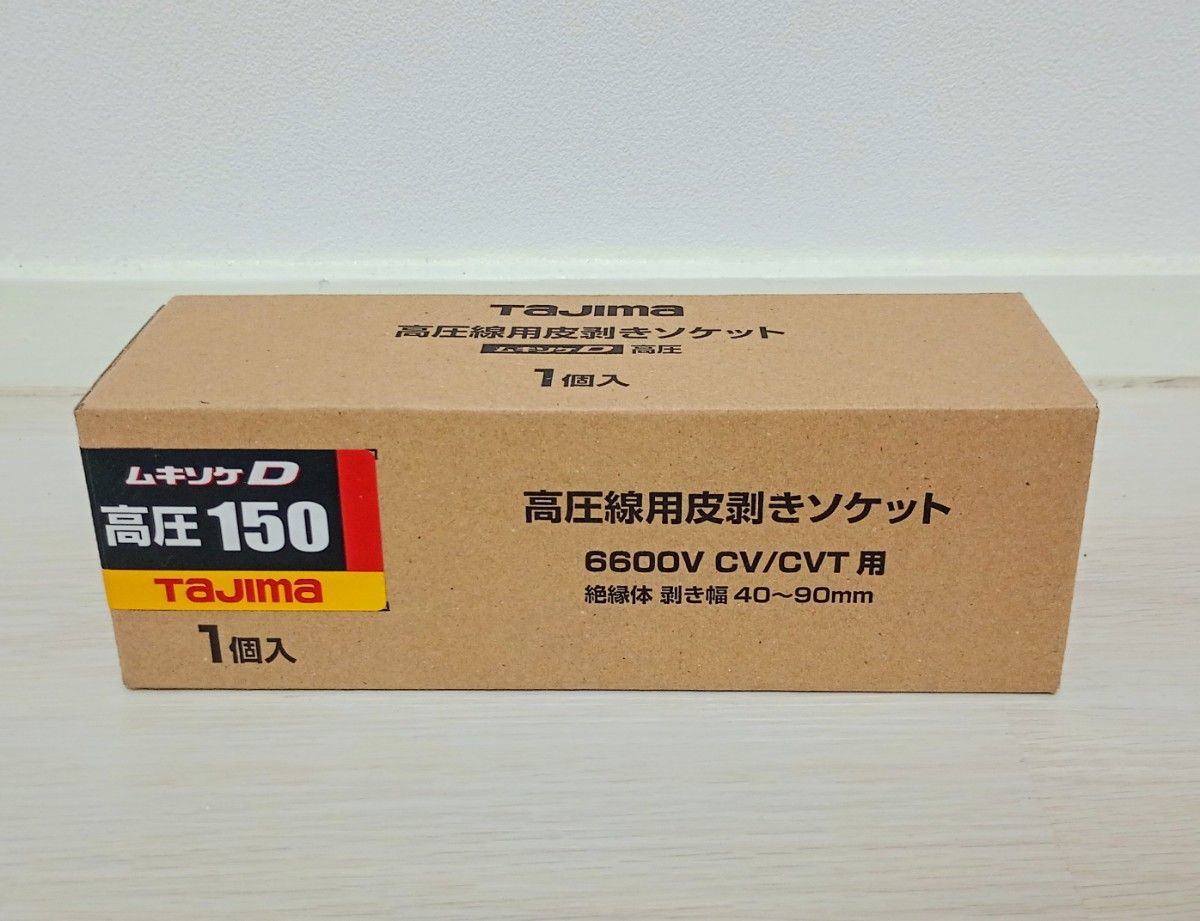 TaJIma
高圧線用皮剥きソケット
ムキソケD 高圧
1個入
ムキソケD
高圧150
TaJIma
1個入
高圧線用皮剥きソケット
6600V CV/CVT用
絶縁体 剥き幅 40〜90mm